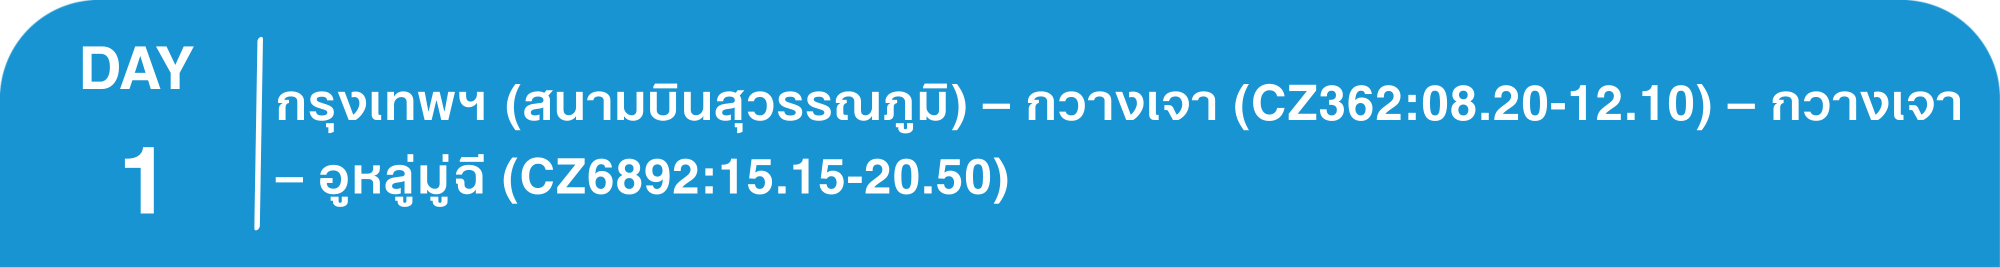 DAY
1
กรุงเทพฯ (สนามบินสุวรรณภูมิ) – กวางเจา (CZ362:08.20-12.10) – กวางเจา
– อูหลู่มู่ฉี (CZ6892:15.15-20.50)